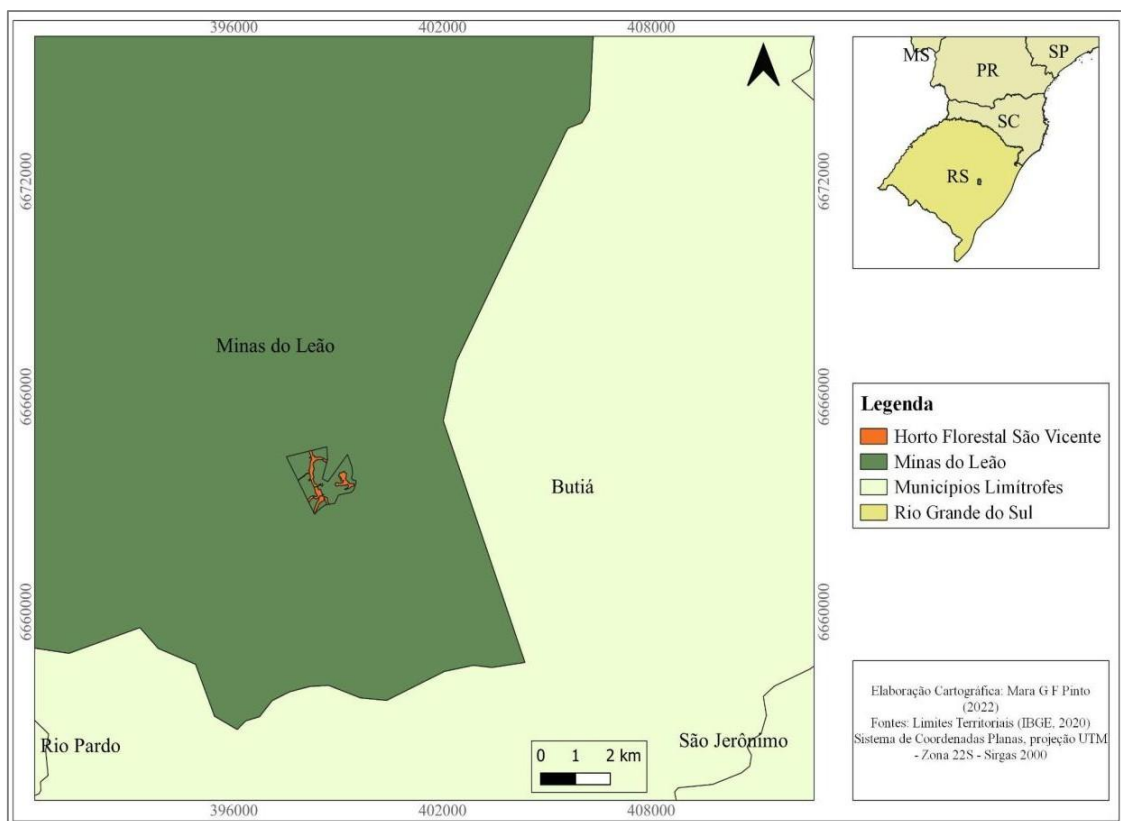 396000 402000 408000
6672000 6672000
6666000 6666000
6660000 6660000
Minas do Leão
Butiá
Rio Pardo
São Jerônimo
0 1 2 km
396000 402000 408000
MS
PR
SP
SC
RS
Legenda
Horto Florestal São Vicente
Minas do Leão
Municípios Limítrofes
Rio Grande do Sul
Elaboração Cartográfica: Mara G F Pinto
(2022)
Fontes: Limites Territoriais (IBGE, 2020)
Sistema de Coordenadas Planas, projeção UTM
- Zona 22S - Sirgas 2000